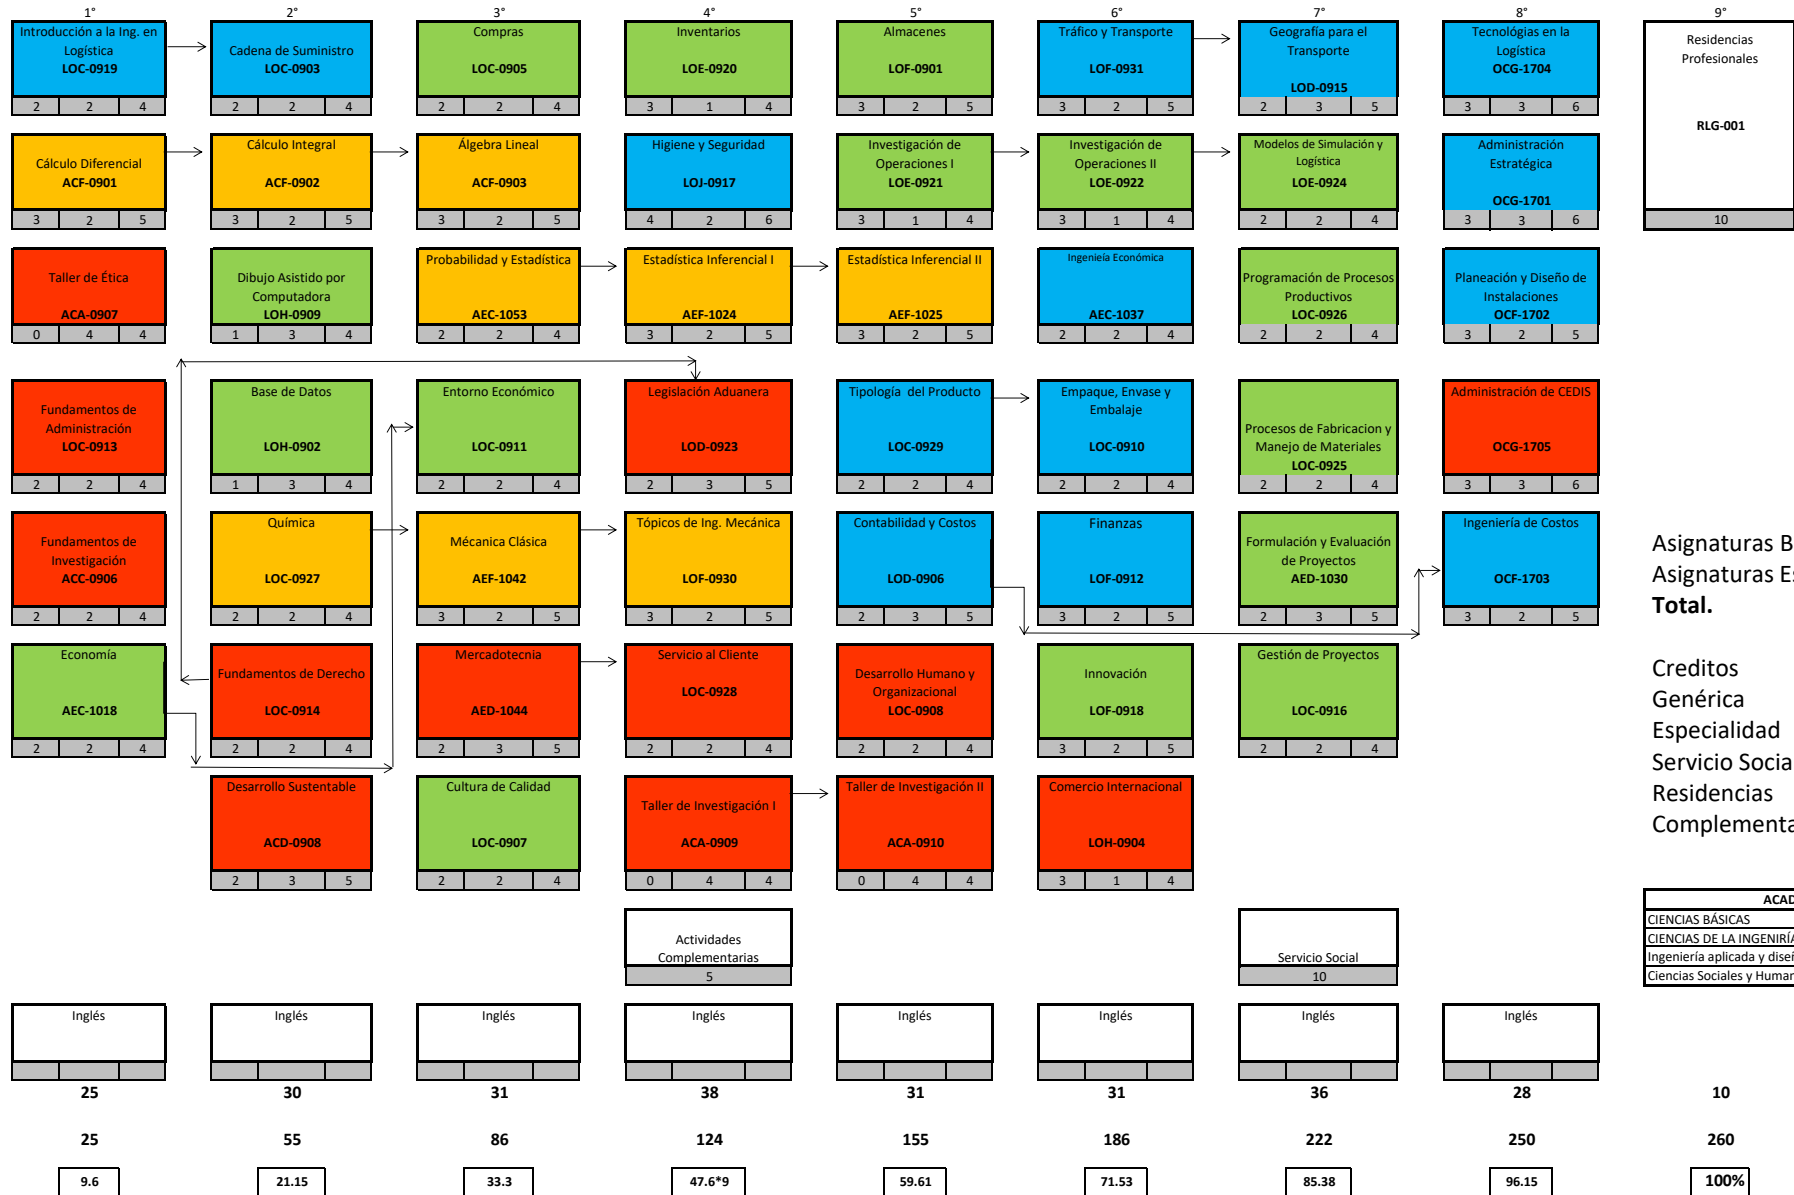 1° 2° 3° 4° 5° 6° 7° 8° 9°
Introducción a la Ing. en
Logística
LOC-0919
2 2 4
Cadena de Suministro
LOC-0903
2 2 4
Compras
LOC-0905
2 2 4
Inventarios
LOE-0920
3 1 4
Almacenes
LOF-0901
3 2 5
Tráfico y Transporte
LOF-0931
3 2 5
Geografía para el
Transporte
LOD-0915
2 3 5
Tecnológias en la
Logística
OCG-1704
3 3 6
Residencias
Profesionales
RLG-001
10
Cálculo Diferencial
ACF-0901
3 2 5
Cálculo Integral
ACF-0902
3 2 5
Álgebra Lineal
ACF-0903
3 2 5
Higiene y Seguridad
LOJ-0917
4 2 6
Investigación de
Operaciones I
LOE-0921
3 1 4
Investigación de
Operaciones II
LOE-0922
3 1 4
Modelos de Simulación y
Logística
LOE-0924
2 2 4
Administración
Estratégica
OCG-1701
3 3 6
Taller de Ética
ACA-0907
0 4 4
Dibujo Asistido por
Computadora
LOH-0909
1 3 4
Probabilidad y Estadística
AEC-1053
2 2 4
Estadística Inferencial I
AEF-1024
3 2 5
Estadística Inferencial II
AEF-1025
3 2 5
Ingenieía Económica
AEC-1037
2 2 4
Programación de Procesos
Productivos
LOC-0926
2 2 4
Planeación y Diseño de
Instalaciones
OCF-1702
3 2 5
Fundamentos de
Administración
LOC-0913
2 2 4
Base de Datos
LOH-0902
1 3 4
Entorno Económico
LOC-0911
2 2 4
Legislación Aduanera
LOD-0923
2 3 5
Tipología del Producto
LOC-0929
2 2 4
Empaque, Envase y
Embalaje
LOC-0910
2 2 4
Procesos de Fabricacion y
Manejo de Materiales
LOC-0925
2 2 4
Administración de CEDIS
OCG-1705
3 3 6
Fundamentos de
Investigación
ACC-0906
2 2 4
Química
LOC-0927
2 2 4
Mécanica Clásica
AEF-1042
3 2 5
Tópicos de Ing. Mecánica
LOF-0930
3 2 5
Contabilidad y Costos
LOD-0906
2 3 5
Finanzas
LOF-0912
3 2 5
Formulación y Evaluación
de Proyectos
AED-1030
2 3 5
Ingeniería de Costos
OCF-1703
3 2 5
Asignaturas B
Asignaturas Es
Total.
Economía
AEC-1018
2 2 4
Fundamentos de Derecho
LOC-0914
2 2 4
Mercadotecnia
AED-1044
2 3 5
Servicio al Cliente
LOC-0928
2 2 4
Desarrollo Humano y
Organizacional
LOC-0908
2 2 4
Innovación
LOF-0918
3 2 5
Gestión de Proyectos
LOC-0916
2 2 4
Creditos
Genérica
Especialidad
Servicio Socia
Residencias
Complementa
Desarrollo Sustentable
ACD-0908
2 3 5
Cultura de Calidad
LOC-0907
2 2 4
Taller de Investigación I
ACA-0909
0 4 4
Taller de Investigación II
ACA-0910
0 4 4
Comercio Internacional
LOH-0904
3 1 4
Actividades
Complementarias
5
Servicio Social
10
ACAD
CIENCIAS BÁSICAS
CIENCIAS DE LA INGENIRÍA
Ingeniería aplicada y diseñ
Ciencias Sociales y Human
Inglés Inglés Inglés Inglés Inglés Inglés Inglés Inglés
25 30 31 38 31 31 36 28 10
25 55 86 124 155 186 222 250 260
9.6 21.15 33.3 47.6*9 59.61 71.53 85.38 96.15 100%